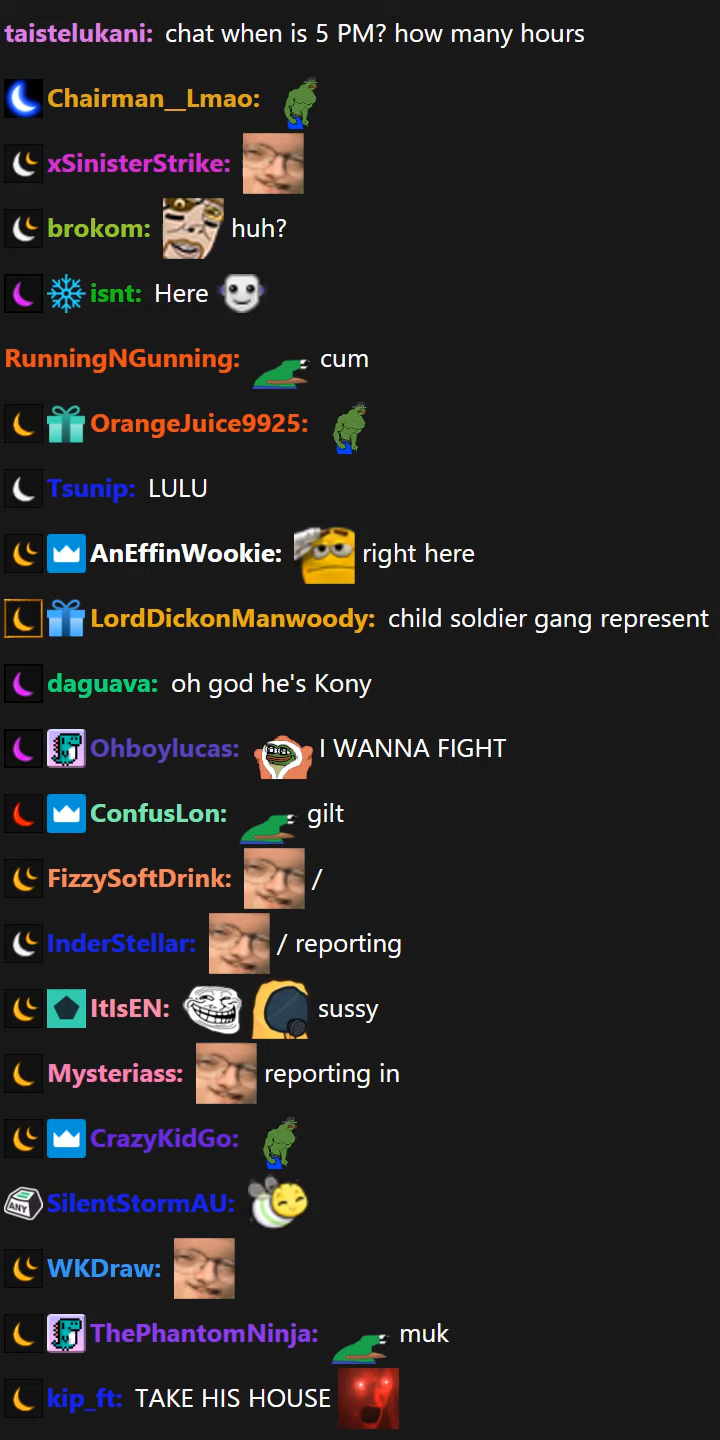 taistelukani: chat when is 5 PM? how many hours
Chairman__Lmao:
xSinisterStrike:
brokom: huh?
isnt: Here
RunningNGunning: cum
OrangeJuice9925:
Tsunip: LULU
AnEffinWookie: right here
LordDickonManwoody: child soldier gang represent
daguava: oh god he's Kony
Ohboylucas: I WANNA FIGHT
ConfusLon: gilt
FizzySoftDrink: /
InderStellar: / reporting
ItIsEN: sussy
Mysteriass: reporting in
CrazyKidGo:
ANY SilentStormAU:
WKDraw:
ThePhantomNinja: muk
kip_ft: TAKE HIS HOUSE